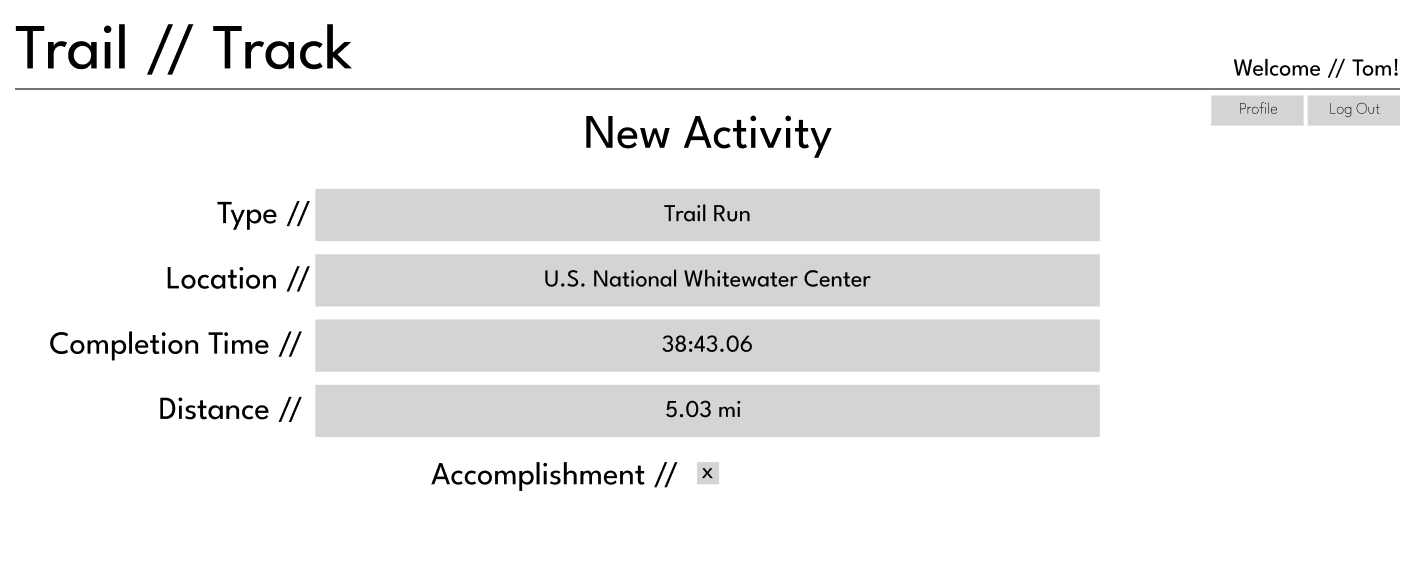 Trail // Track
Welcome // Tom!
Profile
Log Out
New Activity
Type // Trail Run
Location // U.S. National Whitewater Center
Completion Time // 38:43.06
Distance // 5.03 mi
Accomplishment // x